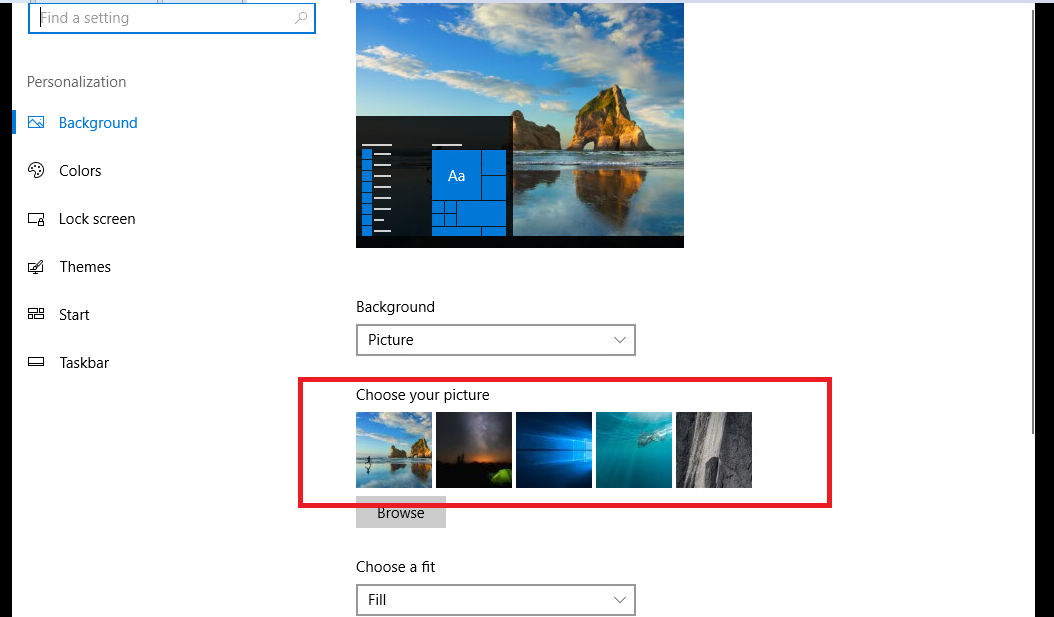 Find a setting
Personalization
Background
Colors
Lock screen
Themes
Start
Taskbar
Aa
Background
Picture
Choose your picture
Browse
Choose a fit
Fill